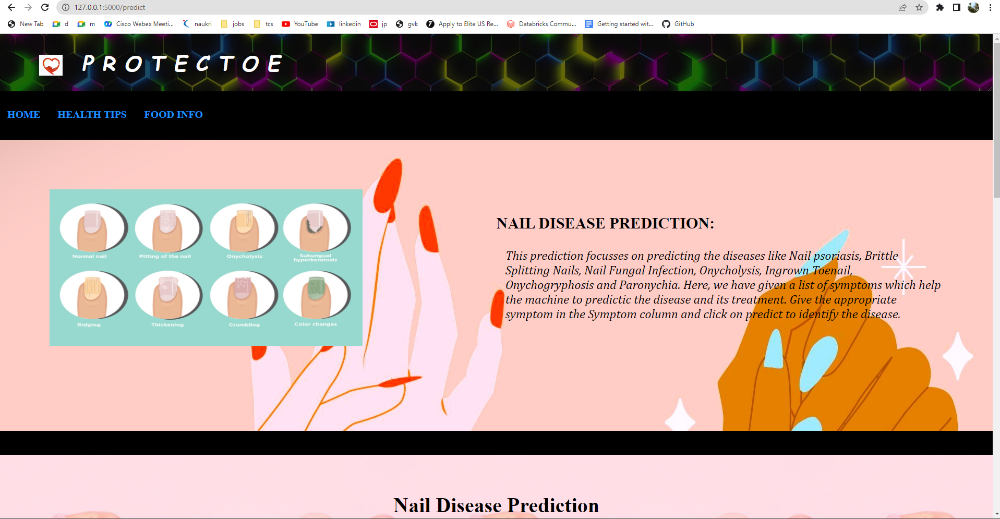 127.0.0.1:5000/predict
New Tab d m Cisco Webex Meeti... naukri jobs tcs YouTube linkedin jp gvk Apply to Elite US Re... Databricks Commu... Getting started wit... GitHub
PROTECTOE
HOME HEALTH TIPS FOOD INFO
NAIL DISEASE PREDICTION:
This prediction focusses on predicting the diseases like Nail psoriasis, Brittle
Splitting Nails, Nail Fungal Infection, Onycholysis, Ingrown Toenail,
Onychogryphosis and Paronychia. Here, we have given a list of symptoms which help
the machine to predictic the disease and its treatment. Give the appropriate
symptom in the Symptom column and click on predict to identify the disease.
Normal nail Pitting of the nail Onycholysis Subungual
hyperkeratosis
Ridging Thickening Crumbling Color changes
Nail Disease Prediction